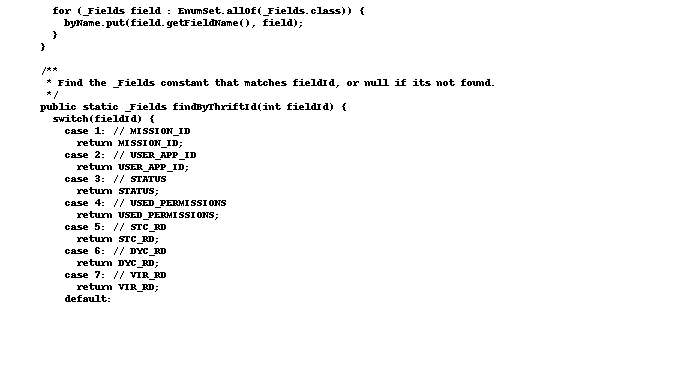 for (_Fields field : EnumSet.allOf(_Fields.class)) {
byName.put(field.getFieldName(), field);
}
}
/**
* Find the _Fields constant that matches fieldId, or null if its not found.
*/
public static _Fields findByThriftId(int fieldId) {
switch(fieldId) {
case 1: // MISSION_ID
return MISSION_ID;
case 2: // USER_APP_ID
return USER_APP_ID;
case 3: // STATUS
return STATUS;
case 4: // USED_PERMISSIONS
return USED_PERMISSIONS;
case 5: // STC_RD
return STC_RD;
case 6: // DYC_RD
return DYC_RD;
case 7: // VIR_RD
return VIR_RD;
default: